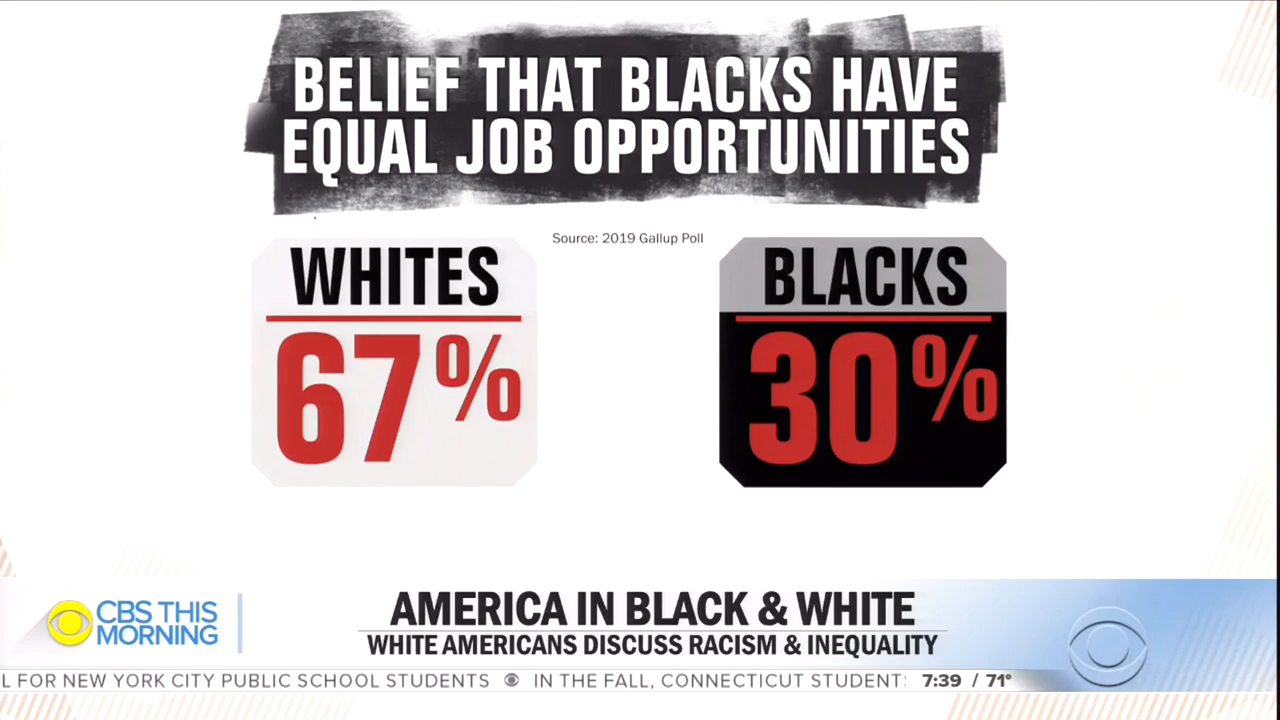 BELIEF THAT BLACKS HAVE
EQUAL JOB OPPORTUNITIES
Source: 2019 Gallup Poll
WHITES
67%
BLACKS
30%
CBS THIS
MORNING
AMERICA IN BLACK & WHITE
WHITE AMERICANS DISCUSS RACISM & INEQUALITY
L FOR NEW YORK CITY PUBLIC SCHOOL STUDENTS IN THE FALL, CONNECTICUT STUDENT 7:39 / 71°